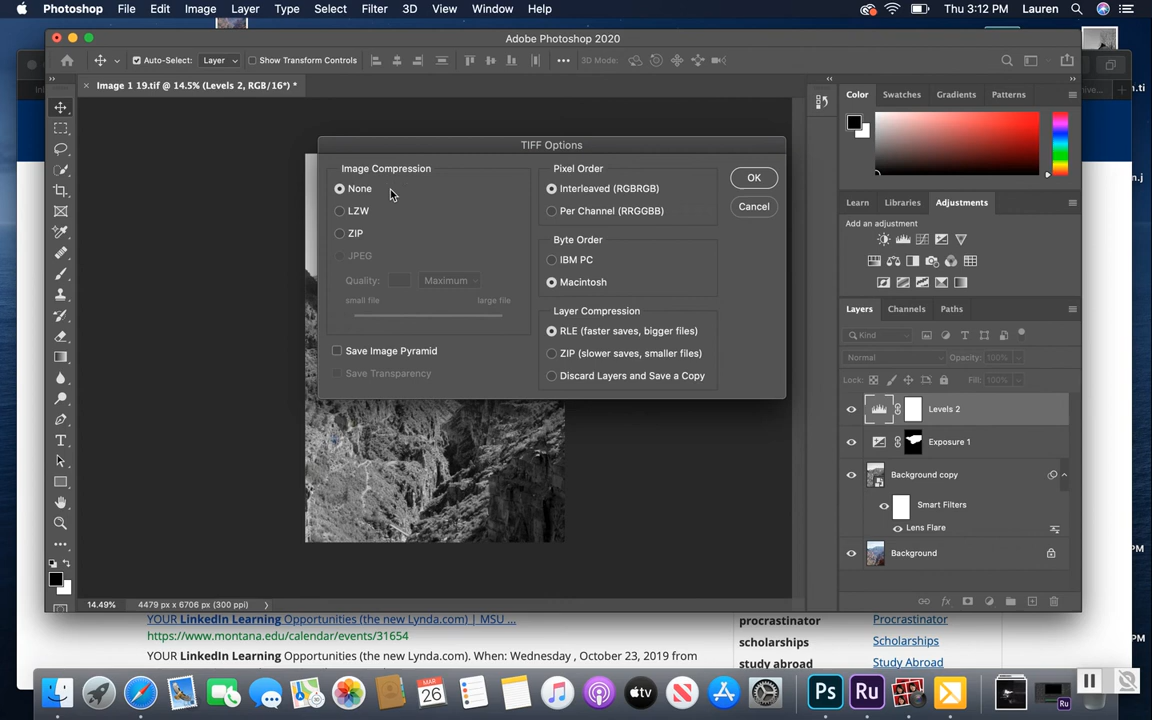 Photoshop File Edit Image Layer Type Select Filter 3D View Window Help Thu 3:12 PM Lauren
Adobe Photoshop 2020
Auto-Select: Layer Show Transform Controls 3D Mode:
Image 1 19.tif @ 14.5% (Levels 2, RGB/16*) *
Color Swatches Gradients Patterns
TIFF Options
Image Compression
None
LZW
ZIP
JPEG
Quality: Maximum
small file large file
Save Image Pyramid
Save Transparency
Pixel Order
Interleaved (RGBRGB)
Per Channel (RRGGBB)
Byte Order
IBM PC
Macintosh
Layer Compression
RLE (faster saves, bigger files)
ZIP (slower saves, smaller files)
Discard Layers and Save a Copy
OK
Cancel
Learn Libraries Adjustments
Add an adjustment
Layers Channels Paths
Kind
Normal Opacity: 100%
Lock: Fill: 100%
Levels 2
Exposure 1
Background copy
Smart Filters
Lens Flare
Background
14.49% 4479 px x 6706 px (300 ppi)
YOUR LinkedIn Learning Opportunities (the new Lynda.com) | MSU ...
https://www.montana.edu/calendar/events/31654
YOUR LinkedIn Learning Opportunities (the new Lynda.com). When: Wednesday , October 23, 2019 from
procrastinator Procrastinator
scholarships Scholarships
study abroad Study Abroad
PM
PM
PM
MAR
26
tv
Ps
Ru
Ru